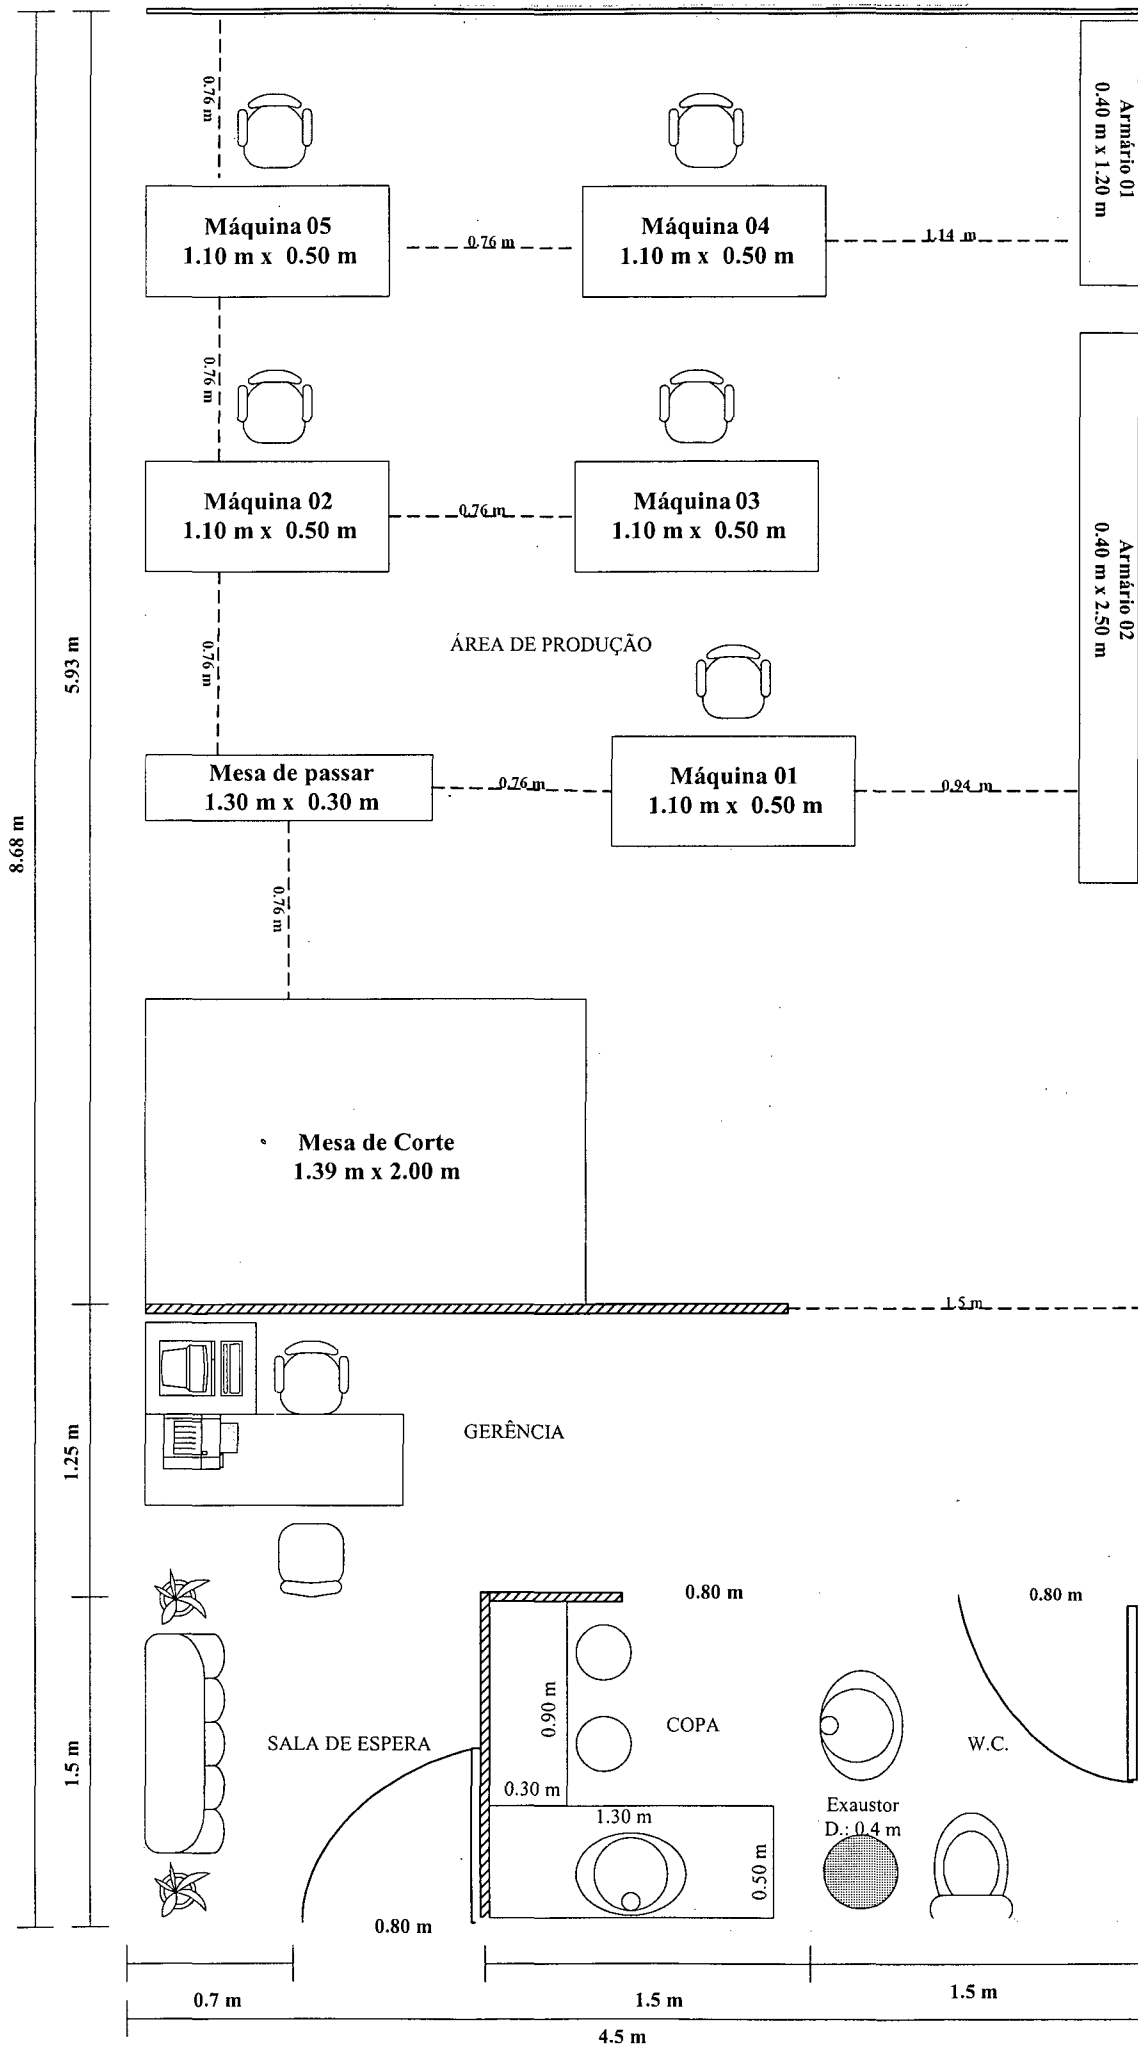 0.76 m
Armário 01
0.40 m x 1.20 m
Máquina 05
1.10 m x 0.50 m
0.76 m
Máquina 04
1.10 m x 0.50 m
1.14 m
0.76 m
Máquina 02
1.10 m x 0.50 m
0.76 m
Máquina 03
1.10 m x 0.50 m
Armário 02
0.40 m x 2.50 m
ÁREA DE PRODUÇÃO
0.76 m
5.93 m
Mesa de passar
1.30 m x 0.30 m
0.76 m
Máquina 01
1.10 m x 0.50 m
0.94 m
8.68 m
0.76 m
Mesa de Corte
1.39 m x 2.00 m
1.5 m
GERÊNCIA
1.25 m
0.80 m
0.80 m
0.90 m
COPA
SALA DE ESPERA
W.C.
1.5 m
0.30 m
1.30 m
Exaustor
D.: 0.4 m
0.50 m
0.80 m
0.7 m
1.5 m
1.5 m
4.5 m